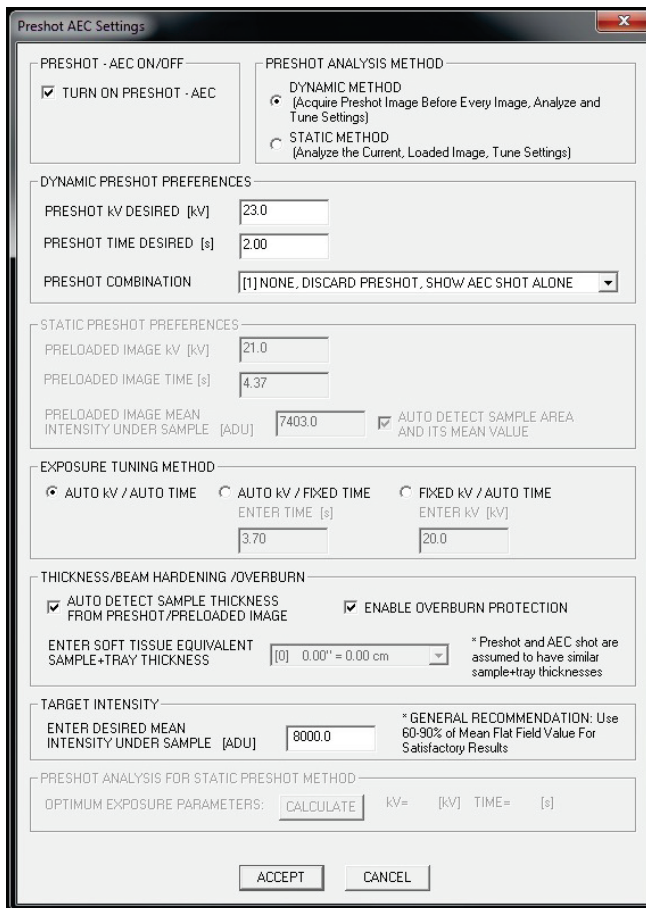 Preshot AEC Settings
PRESHOT - AEC ON/OFF
TURN ON PRESHOT - AEC
PRESHOT ANALYSIS METHOD
DYNAMIC METHOD
(Acquire Preshot Image Before Every Image, Analyze and
Tune Settings)
STATIC METHOD
(Analyze the Current, Loaded Image, Tune Settings)
DYNAMIC PRESHOT PREFERENCES
PRESHOT kV DESIRED [kV] 23.0
PRESHOT TIME DESIRED [s] 2.00
PRESHOT COMBINATION [1] NONE, DISCARD PRESHOT, SHOW AEC SHOT ALONE
STATIC PRESHOT PREFERENCES
PRELOADED IMAGE kV [kV] 21.0
PRELOADED IMAGE TIME [s] 4.37
PRELOADED IMAGE MEAN
INTENSITY UNDER SAMPLE [ADU] 7403.0
AUTO DETECT SAMPLE AREA
AND ITS MEAN VALUE
EXPOSURE TUNING METHOD
AUTO kV / AUTO TIME AUTO kV / FIXED TIME FIXED kV / AUTO TIME
ENTER TIME [s] ENTER kV [kV]
3.70 20.0
THICKNESS/BEAM HARDENING /OVERBURN
AUTO DETECT SAMPLE THICKNESS
FROM PRESHOT/PRELOADED IMAGE
ENABLE OVERBURN PROTECTION
ENTER SOFT TISSUE EQUIVALENT
SAMPLE+TRAY THICKNESS
[0] 0.00" = 0.00 cm
* Preshot and AEC shot are
assumed to have similar
sample+tray thicknesses
TARGET INTENSITY
ENTER DESIRED MEAN
INTENSITY UNDER SAMPLE [ADU] 8000.0
* GENERAL RECOMMENDATION: Use
60-90% of Mean Flat Field Value For
Satisfactory Results
PRESHOT ANALYSIS FOR STATIC PRESHOT METHOD
OPTIMUM EXPOSURE PARAMETERS: CALCULATE kV= [kV] TIME= [s]
ACCEPT CANCEL